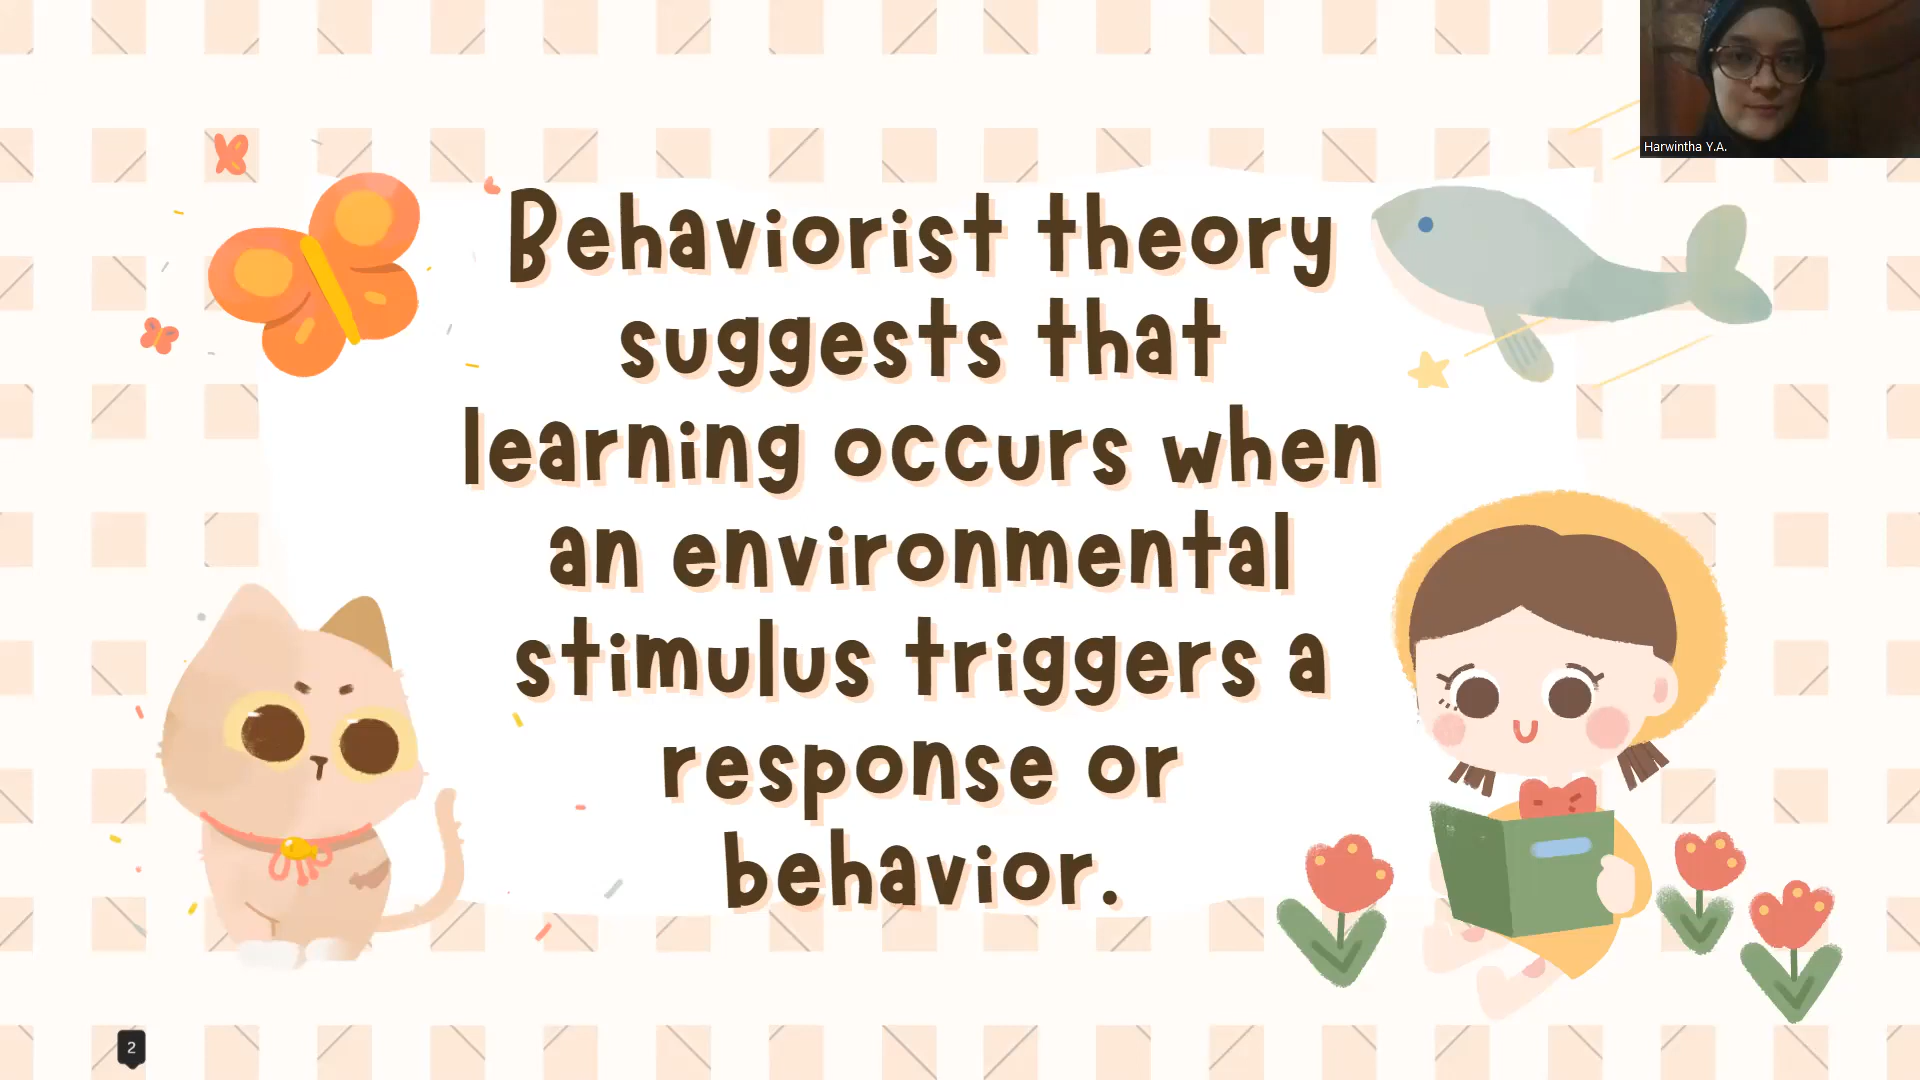 Harwintha Y.A.
Behaviorist theory
suggests that
learning occurs when
an environmental
stimulus triggers a
response or
behavior.
2